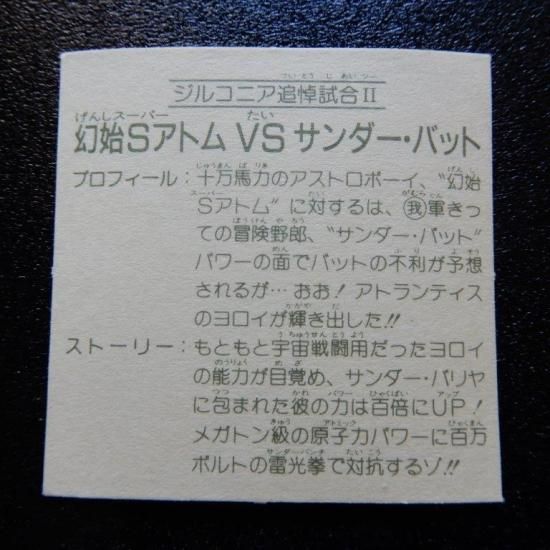 ジルコニア追悼試合II
幻始Sアトム VS サンダー・バット
プロフィール：十万馬力のアストロボーイ、“幻始
Sアトム”に対するは、㊀軍きっ
ての冒険野郎、“サンダー・バット”
パワーの面でバットの不利が予想
されるが…おお！アトランティス
のヨロイが輝き出した!!
ストーリー：もともと宇宙戦闘用だったヨロイ
の能力が目覚め、サンダー・バリヤ
に包まれた彼の力は百倍にUP！
メガトン級の原子力パワーに百万
ボルトの雷光拳で対抗するゾ!!